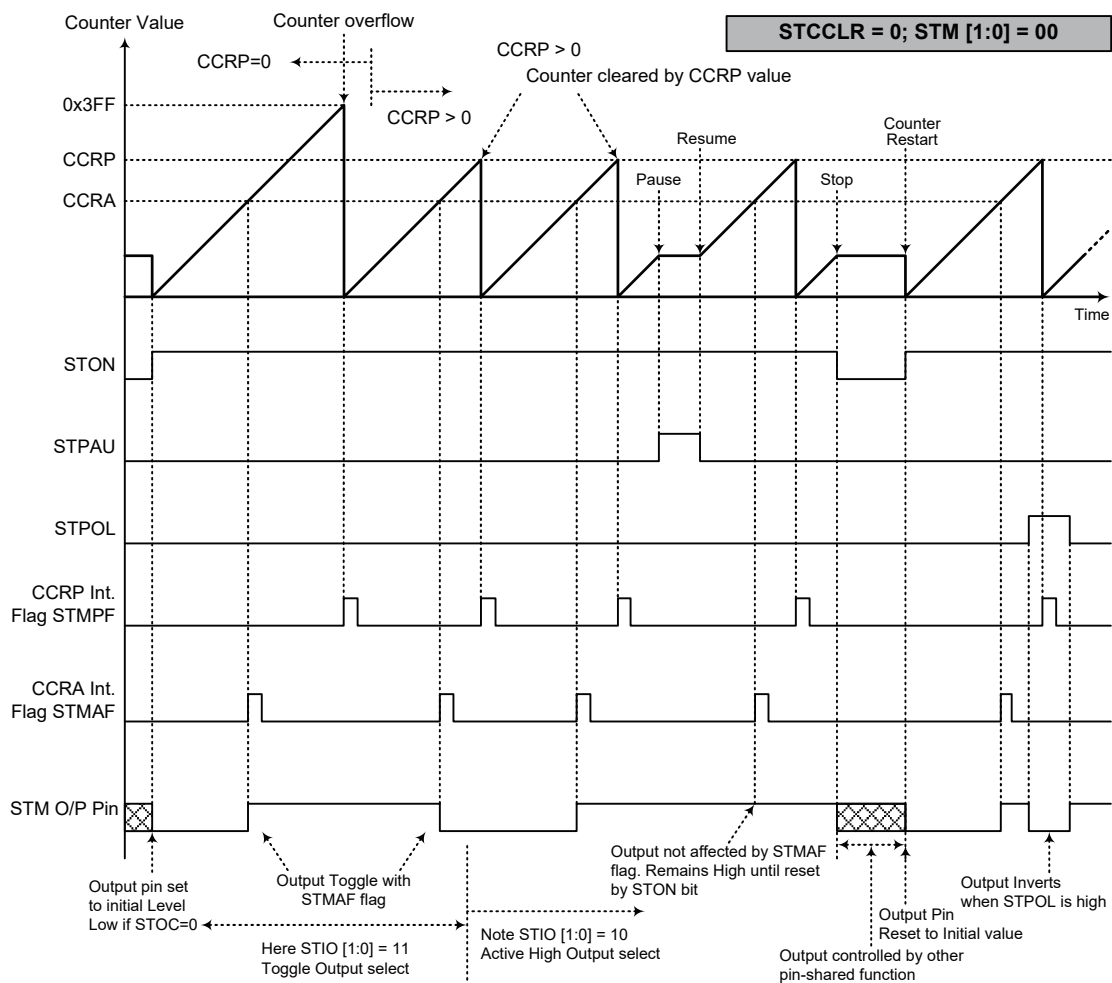 Counter Value
Counter overflow
STCCLR = 0; STM [1:0] = 00
CCRP=0
CCRP > 0
CCRP > 0
Counter cleared by CCRP value
0x3FF
CCRP
CCRA
Pause
Resume
Stop
Counter
Restart
Time
STON
STPAU
STPOL
CCRP Int.
Flag STMPF
CCRA Int.
Flag STMAF
STM O/P Pin
Output pin set
to initial Level
Low if STOC=0
Output Toggle with
STMAF flag
Here STIO [1:0] = 11
Toggle Output select
Note STIO [1:0] = 10
Active High Output select
Output not affected by STMAF
flag. Remains High until reset
by STON bit
Output controlled by other
pin-shared function
Output Pin
Reset to Initial value
Output Inverts
when STPOL is high